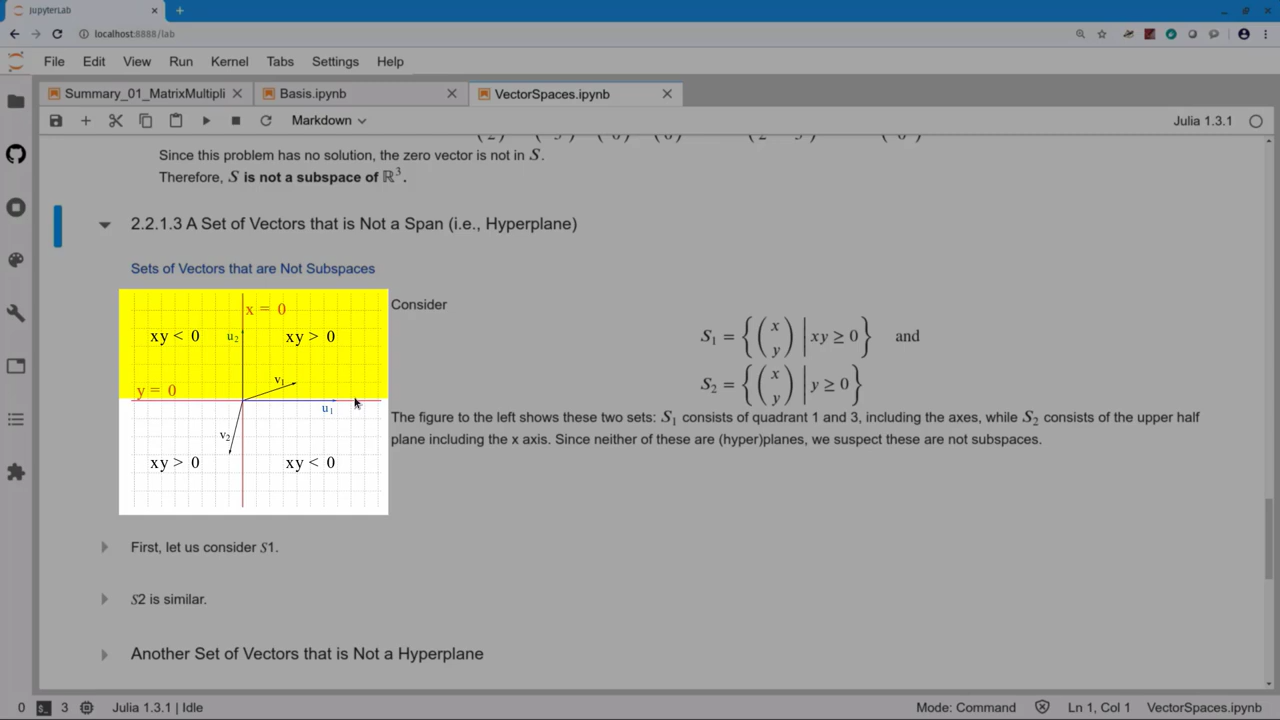 JupyterLab
localhost:8888/lab
File Edit View Run Kernel Tabs Settings Help
Summary_01_MatrixMultipli Basis.ipynb VectorSpaces.ipynb
Markdown Julia 1.3.1
Since this problem has no solution, the zero vector is not in S.
Therefore, S is not a subspace of ℝ³.
2.2.1.3 A Set of Vectors that is Not a Span (i.e., Hyperplane)
Sets of Vectors that are Not Subspaces
x = 0
xy < 0 u₂ xy > 0
v₁
y = 0
u₁
v₂
xy > 0 xy < 0
Consider
S₁ = { ( x y ) | xy ≥ 0 } and
S₂ = { ( x y ) | y ≥ 0 }
The figure to the left shows these two sets: S₁ consists of quadrant 1 and 3, including the axes, while S₂ consists of the upper half
plane including the x axis. Since neither of these are (hyper)planes, we suspect these are not subspaces.
First, let us consider S1.
S2 is similar.
Another Set of Vectors that is Not a Hyperplane
0 3 Julia 1.3.1 | Idle Mode: Command Ln 1, Col 1 VectorSpaces.ipynb